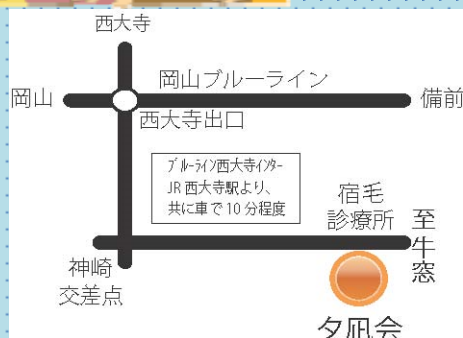 西大寺
岡山ブルーライン
岡山
備前
西大寺出口
ブルーライン西大寺インター
JR 西大寺駅より、
共に車で10分程度
宿毛
診療所
至牛窓
神崎
交差点
夕凪会